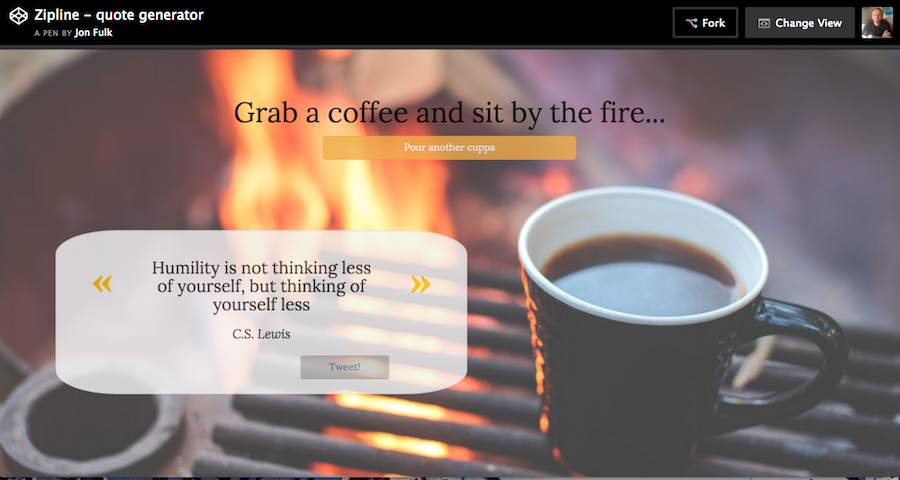 Zipline – quote generator
A PEN BY Jon Fulk
Fork
Change View
Grab a coffee and sit by the fire...
Pour another cuppa
« »
Humility is not thinking less
of yourself, but thinking of
yourself less
C.S. Lewis
Tweet!